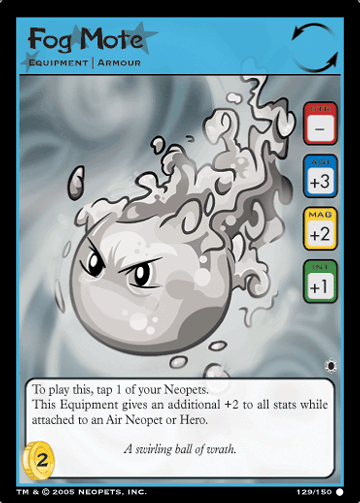 Fog Mote
Equipment | Armour
STR
–
AGI
+3
MAG
+2
INT
+1
To play this, tap 1 of your Neopets.
This Equipment gives an additional +2 to all stats while
attached to an Air Neopet or Hero.
A swirling ball of wrath.
2
TM & © 2005 NEOPETS, INC.
129/150